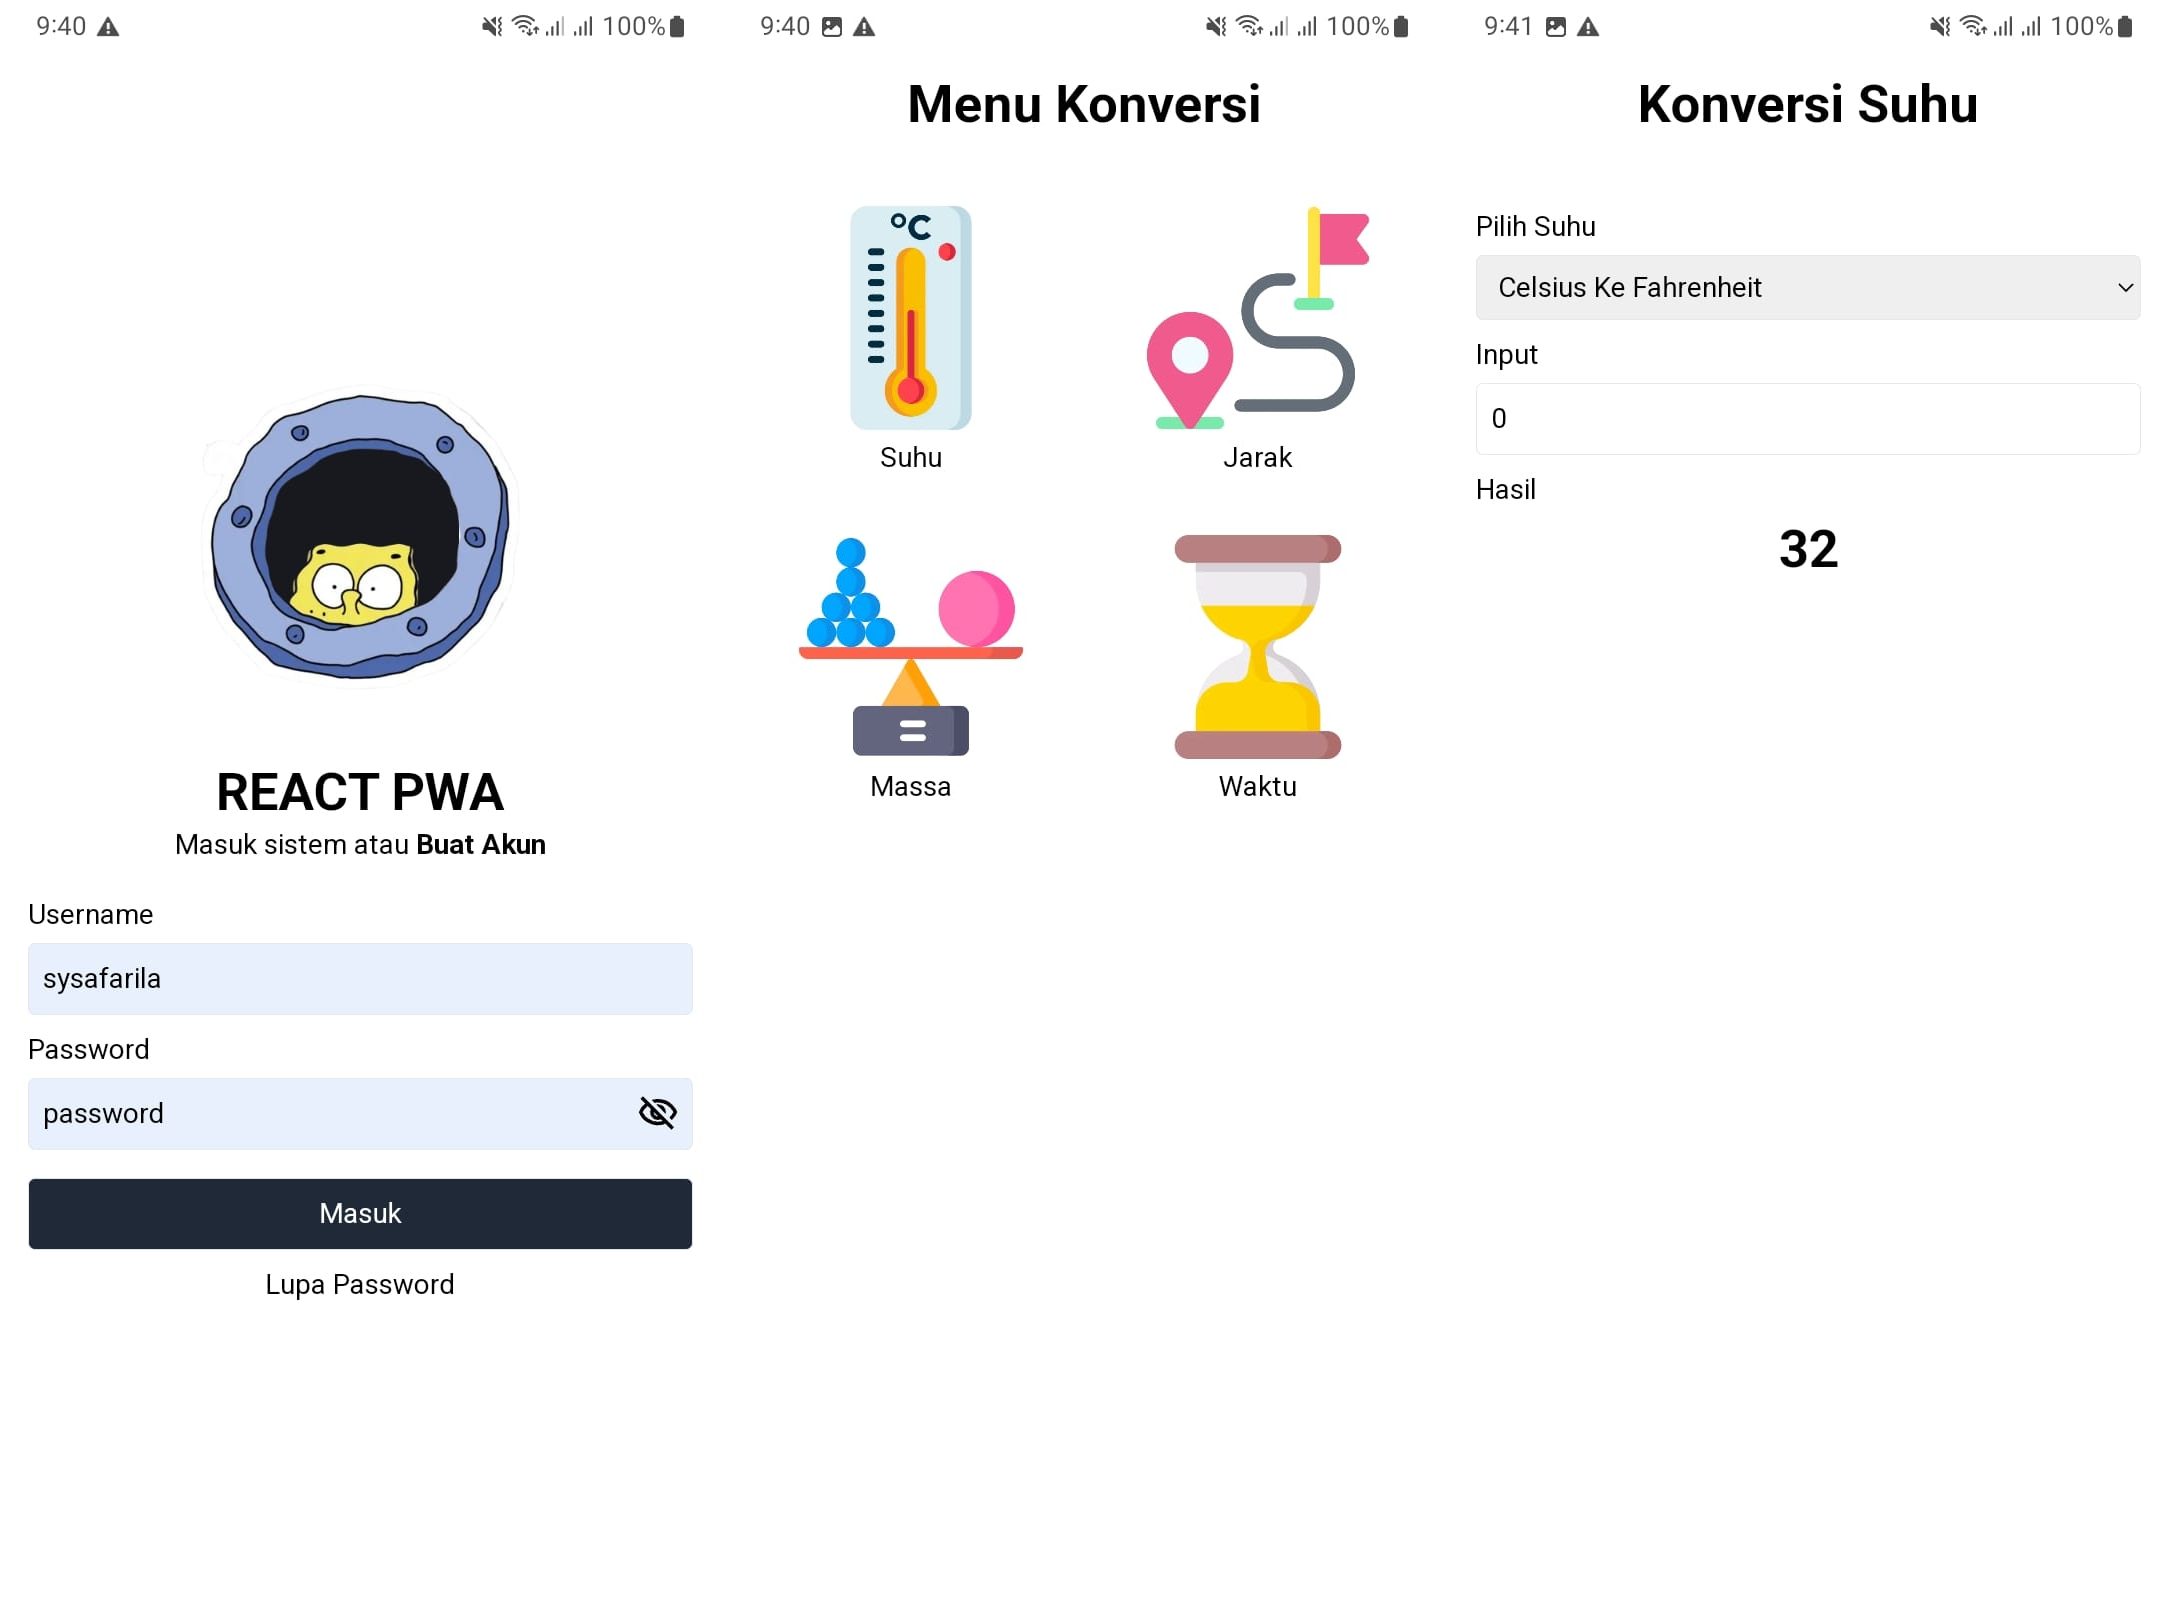 9:40
100%
REACT PWA
Masuk sistem atau Buat Akun
Username
sysafarila
Password
password
Masuk
Lupa Password
9:40
100%
Menu Konversi
°C
Suhu
Jarak
=
Massa
Waktu
9:41
100%
Konversi Suhu
Pilih Suhu
Celsius Ke Fahrenheit
Input
0
Hasil
32